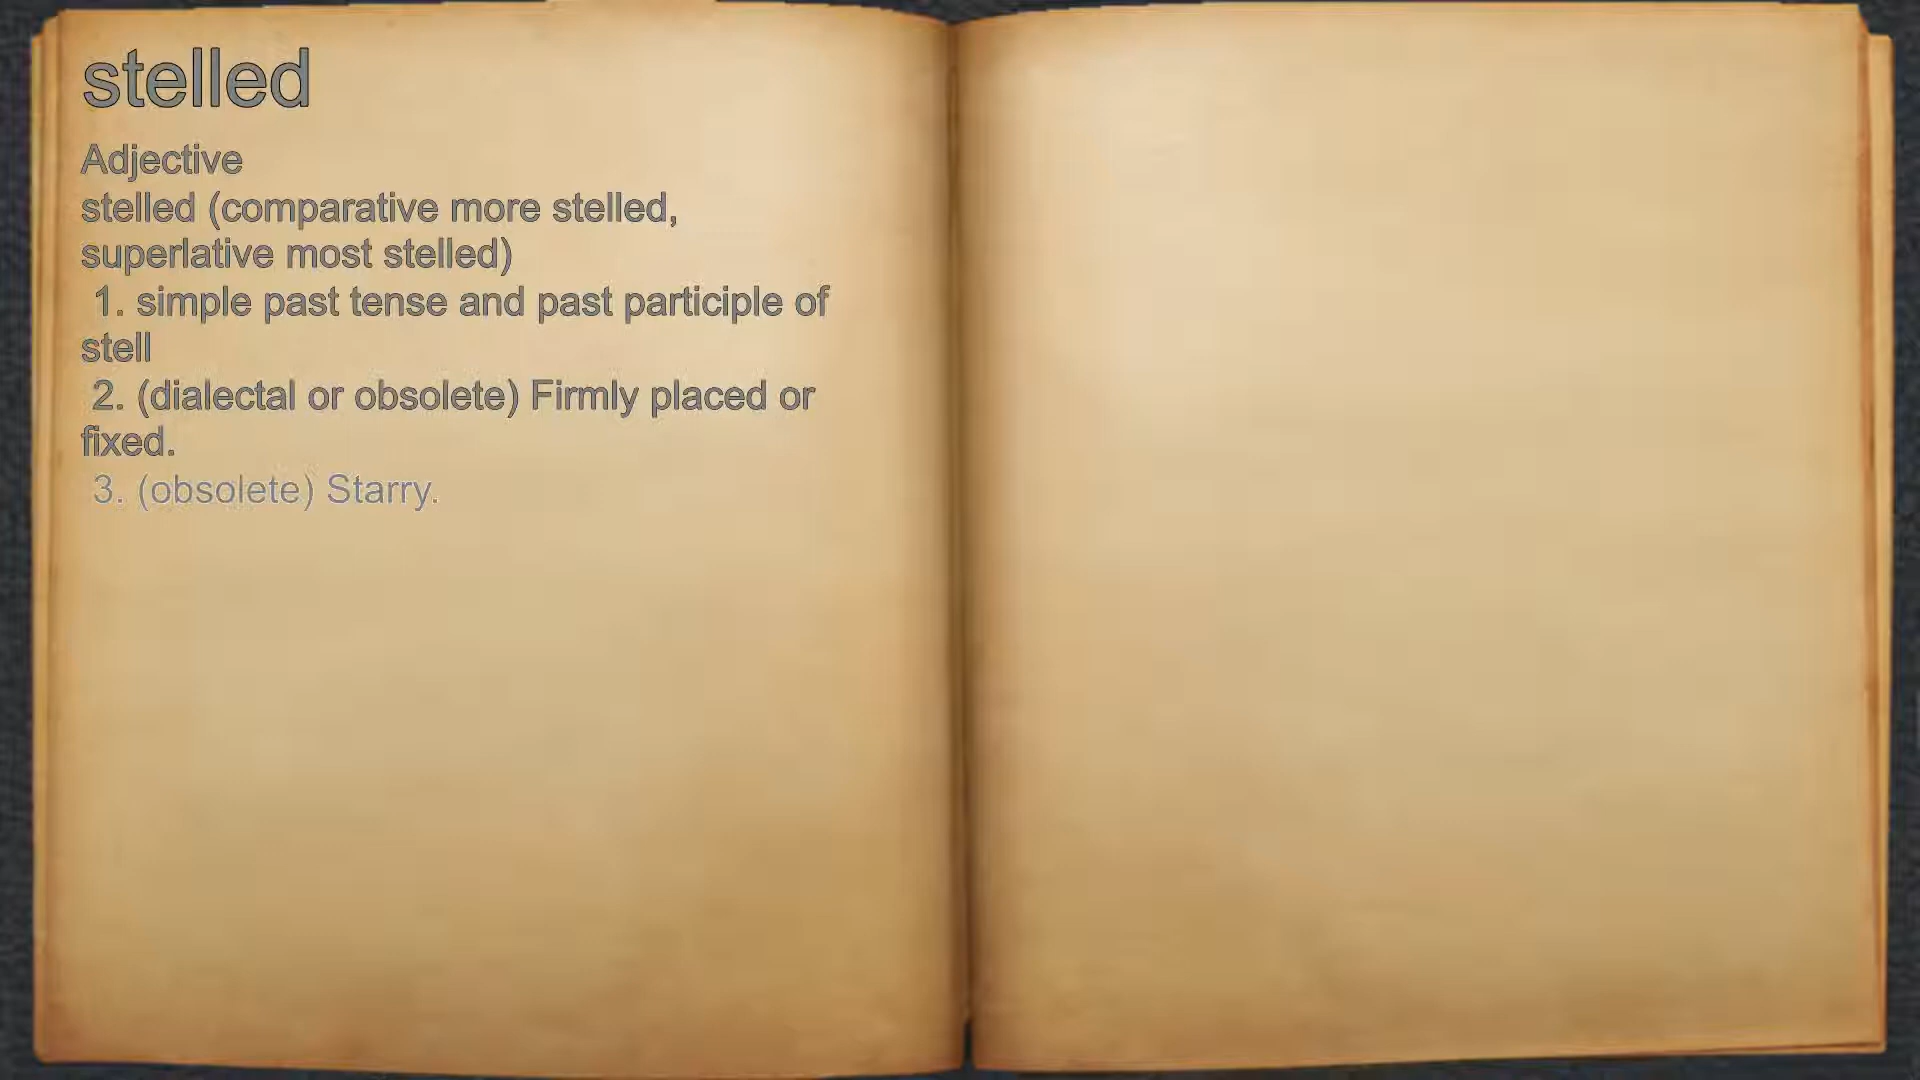 stelled
Adjective
stelled (comparative more stelled,
superlative most stelled)
1. simple past tense and past participle of
stell
2. (dialectal or obsolete) Firmly placed or
fixed.
3. (obsolete) Starry.